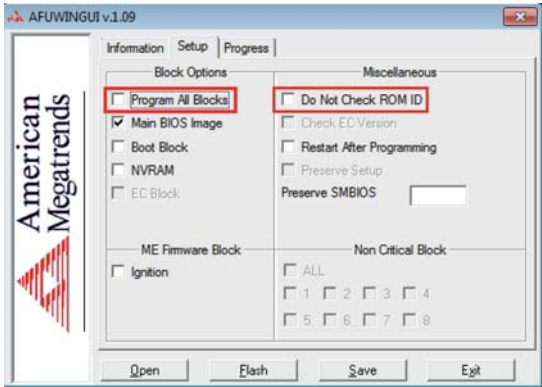 AFUWINGUI v.1.09
American
Megatrends
Information Setup Progress
Block Options
Program All Blocks
Main BIOS Image
Boot Block
NVRAM
EC Block
Miscellaneous
Do Not Check ROM ID
Check EC Version
Restart After Programming
Preserve Setup
Preserve SMBIOS
ME Firmware Block
Ignition
Non Critical Block
ALL
1 2 3 4
5 6 7 8
Open Flash Save Exit